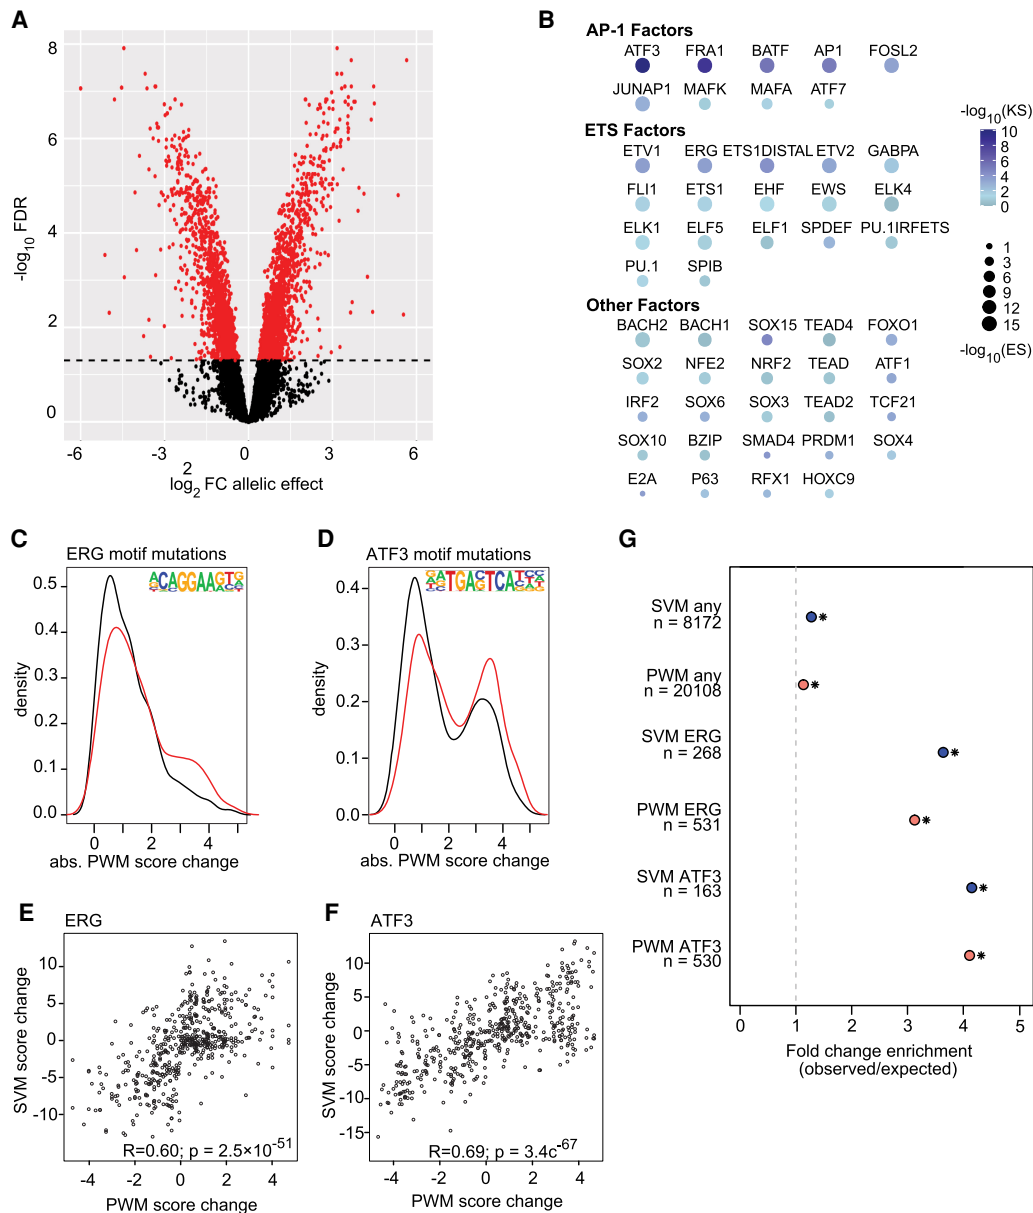 A
8
6
4
2
0
-log10 FDR
-6
-3
0
3
6
2
log2 FC allelic effect
B
AP-1 Factors
ATF3 FRA1 BATF AP1 FOSL2
JUNAP1 MAFK MAFA ATF7
ETS Factors
ETV1 ERG ETS1DISTAL ETV2 GABPA
FLI1 ETS1 EHF EWS ELK4
ELK1 ELF5 ELF1 SPDEF PU.1IRFETS
PU.1 SPIB
Other Factors
BACH2 BACH1 SOX15 TEAD4 FOXO1
SOX2 NFE2 NRF2 TEAD ATF1
IRF2 SOX6 SOX3 TEAD2 TCF21
SOX10 BZIP SMAD4 PRDM1 SOX4
E2A P63 RFX1 HOXC9
-log10(KS)
10
8
6
4
2
0
1
3
6
9
12
15
-log10(ES)
C
ERG motif mutations
0.5
0.4
0.3
0.2
0.1
0.0
density
0 2 4
abs. PWM score change
CAGGAA
D
ATF3 motif mutations
0.4
0.3
0.2
0.1
0.0
density
0 2 4
abs. PWM score change
E
ERG
10
5
0
-5
-10
SVM score change
R=0.60; p = 2.5×10-51
-4 -2 0 2 4
PWM score change
F
ATF3
10
5
0
-5
-10
-15
SVM score change
R=0.69; p = 3.4c-67
-4 -2 0 2 4
PWM score change
G
SVM any
n = 8172
*
PWM any
n = 20108
*
SVM ERG
n = 268
*
PWM ERG
n = 531
*
SVM ATF3
n = 163
*
PWM ATF3
n = 530
*
0 1 2 3 4 5
Fold change enrichment
(observed/expected)